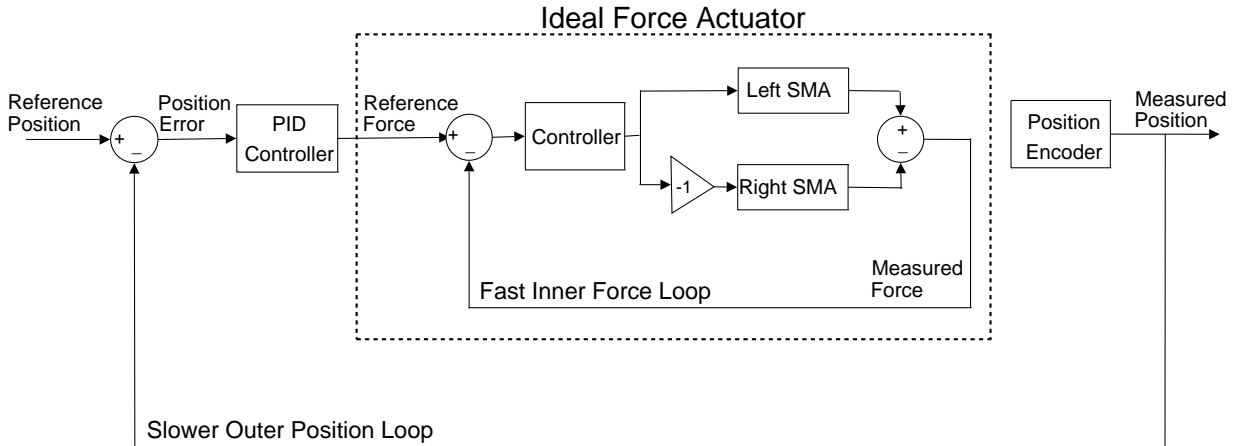 Ideal Force Actuator
Reference
Position
+
_
Position
Error
PID
Controller
Reference
Force
+
_
Controller
Left SMA
-1
Right SMA
+
_
Position
Encoder
Measured
Position
Measured
Force
Fast Inner Force Loop
Slower Outer Position Loop